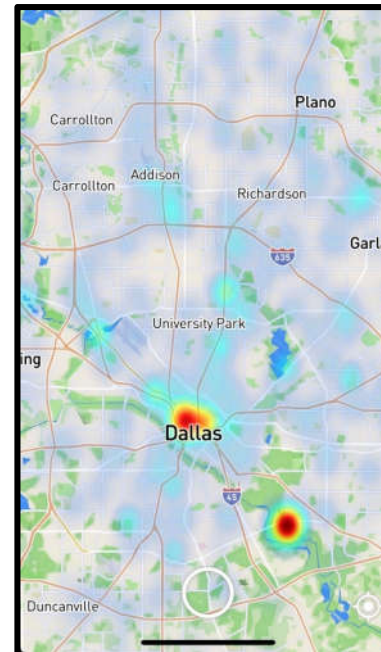 Plano
Carrollton
Addison
Carrollton
Richardson
Garl
635
University Park
ing
Dallas
45
Duncanville